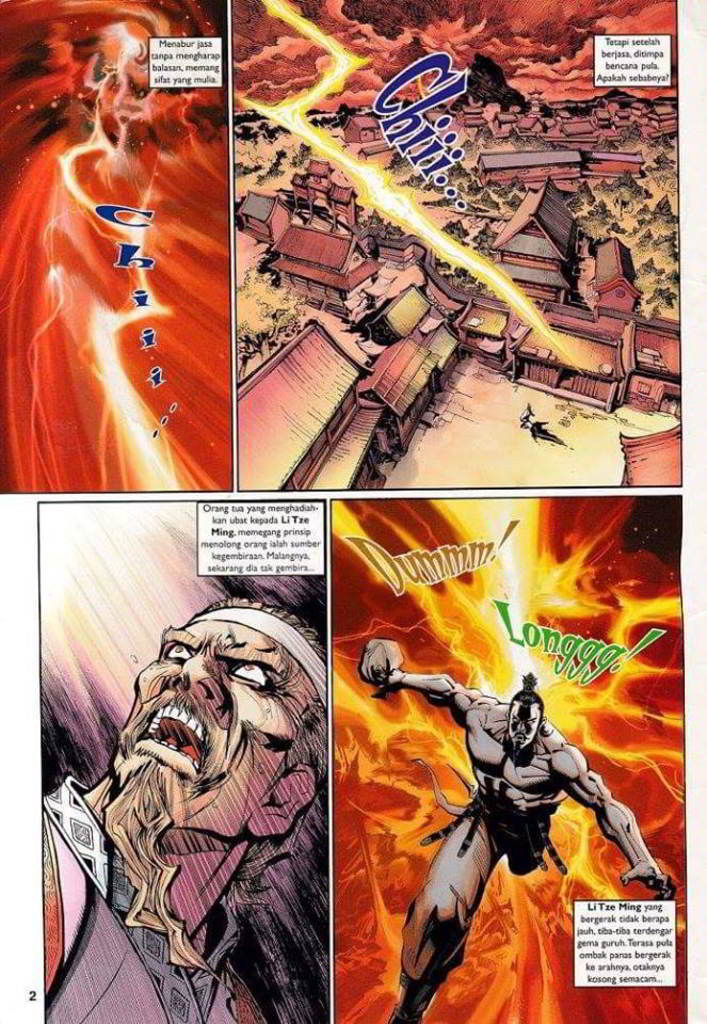 Menabur jasa
tanpa mengharap
balasan, memang
sifat yang mulia.
Chiiii...
Tetapi setelah
berjasa, ditimpa
bencana pula.
Apakah sebabnya?
Chiii...
Orang tua yang menghadiah-
kan ubat kepada Li Tze
Ming, memegang prinsip
menolong orang ialah sumber
kegembiraan. Malangnya,
sekarang dia tak gembira...
Dummm!
Longgg!
Li Tze Ming yang
bergerak tidak berapa
jauh, tiba-tiba terdengar
gema guruh. Terasa pula
ombak panas bergerak
ke arahnya, otaknya
kosong semacam...
2